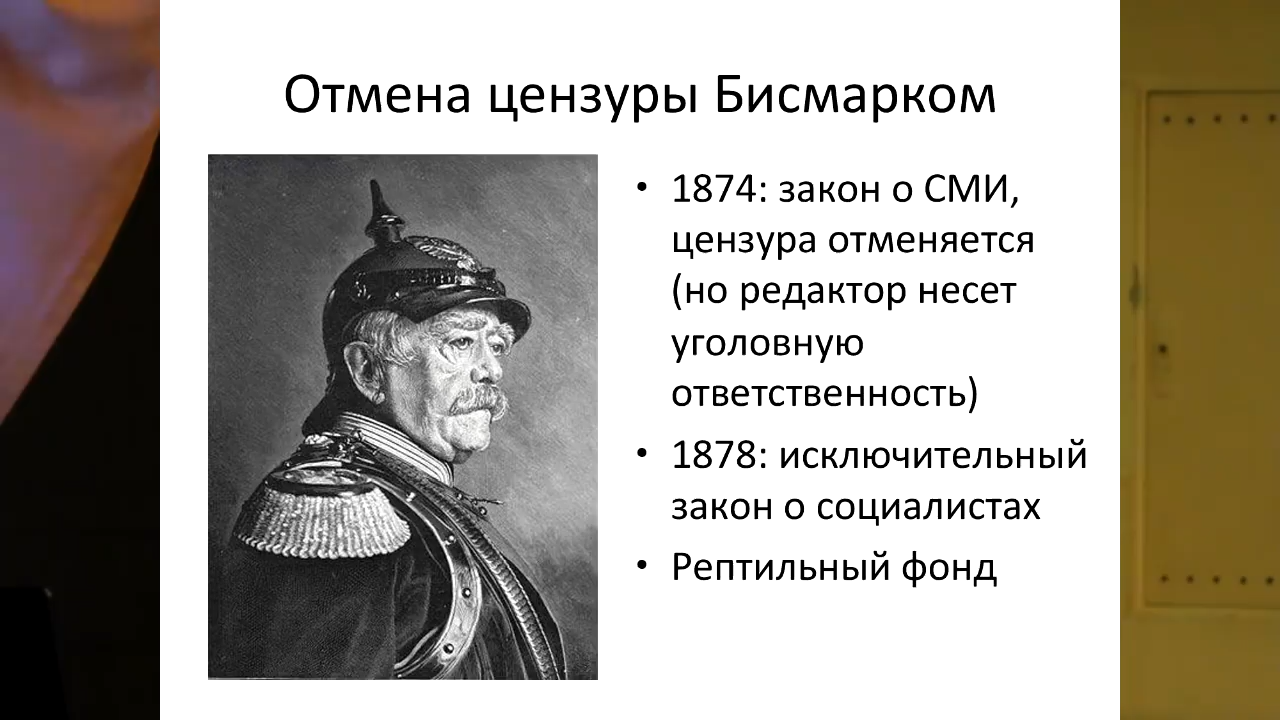 Отмена цензуры Бисмарком
• 1874: закон о СМИ,
цензура отменяется
(но редактор несет
уголовную
ответственность)
• 1878: исключительный
закон о социалистах
• Рептильный фонд